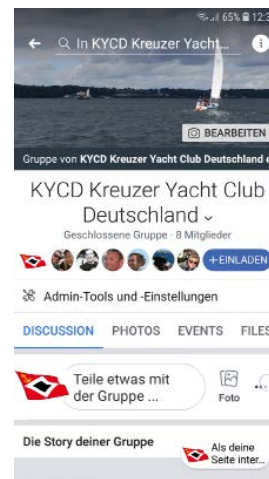 65% 12:3
In KYCD Kreuzer Yacht...
BEARBEITEN
Gruppe von KYCD Kreuzer Yacht Club Deutschland e
KYCD Kreuzer Yacht Club
Deutschland
Geschlossene Gruppe · 8 Mitglieder
+ EINLADEN
Admin-Tools und -Einstellungen
DISCUSSION PHOTOS EVENTS FILES
Teile etwas mit
der Gruppe ...
Foto
Die Story deiner Gruppe
Als deine
Seite inter...